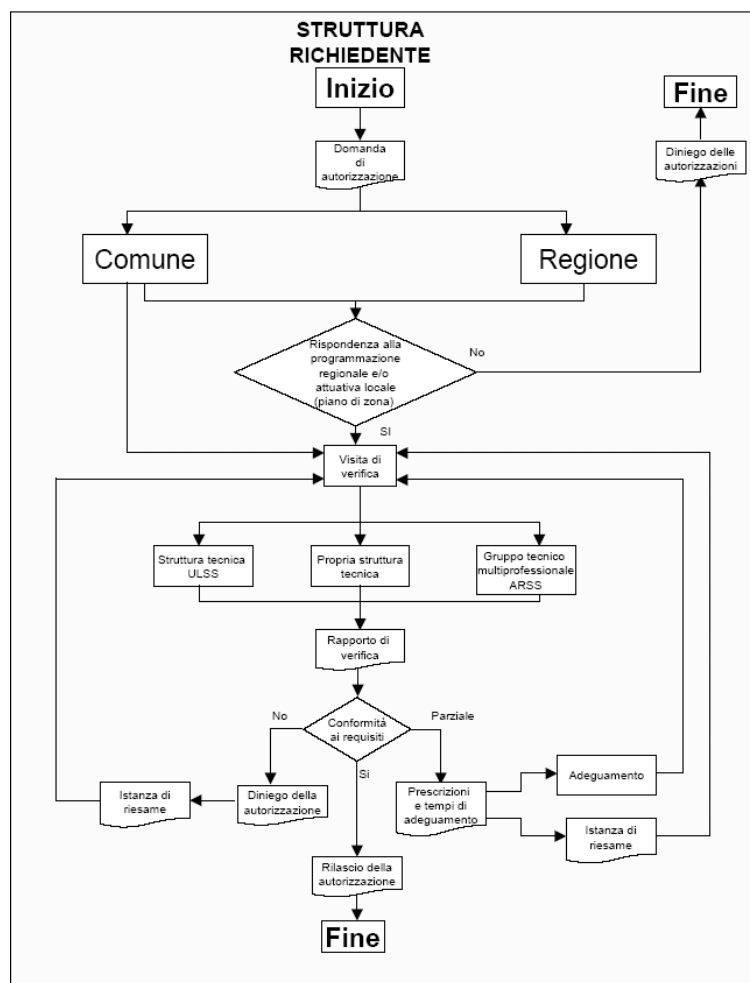 STRUTTURA
RICHIEDENTE
Inizio
Fine
Domanda
di
autorizzazione
Diniego delle
autorizzazioni
Comune
Regione
Rispondenza alla
programmazione
regionale e/o
attuativa locale
(piano di zona)
No
SI
Visita di
verifica
Struttura tecnica
ULSS
Propria struttura
tecnica
Gruppo tecnico
multiprofessionale
ARSS
Rapporto di
verifica
No
Conformità
ai requisiti
Parziale
Si
Istanza di
riesame
Diniego della
autorizzazione
Prescrizioni
e tempi di
adeguamento
Adeguamento
Istanza di
riesame
Rilascio della
autorizzazione
Fine